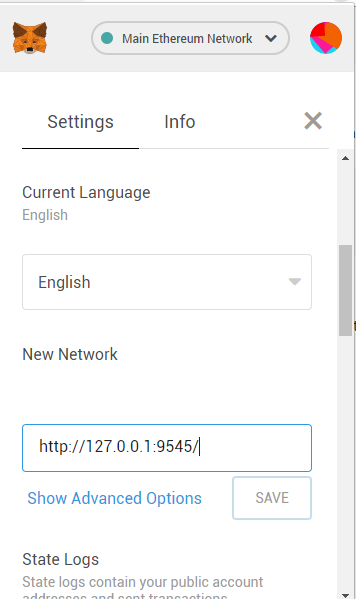 Main Ethereum Network
Settings Info
Current Language
English
English
New Network
http://127.0.0.1:9545/
Show Advanced Options SAVE
State Logs
State logs contain your public account
addresses and sent transactions